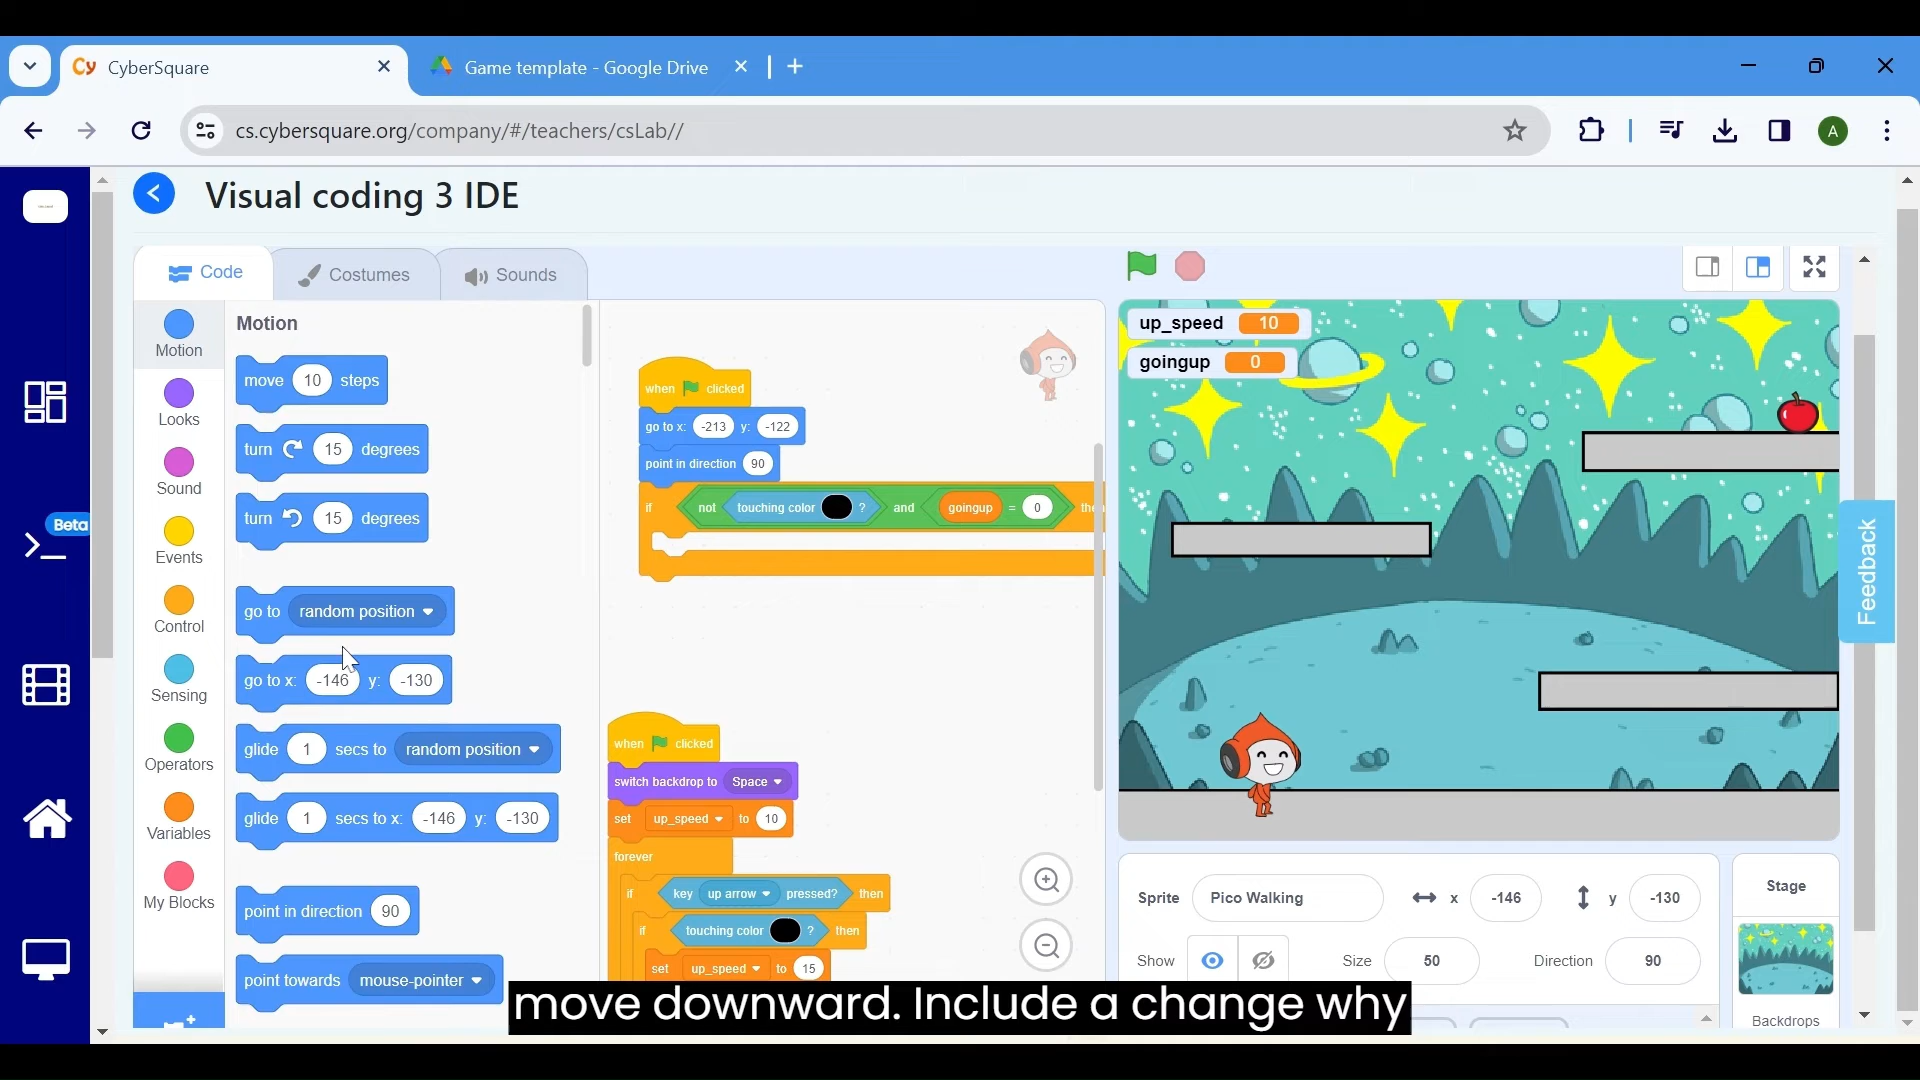 CyberSquare
Game template - Google Drive
cs.cybersquare.org/company/#/teachers/csLab//
A
Visual coding 3 IDE
Beta
Code
Costumes
Sounds
Motion
Looks
Sound
Events
Control
Sensing
Operators
Variables
My Blocks
Motion
move 10 steps
turn 15 degrees
turn 15 degrees
go to random position
go to x: -146 y: -130
glide 1 secs to random position
glide 1 secs to x: -146 y: -130
point in direction 90
point towards mouse-pointer
when clicked
go to x: -213 y: -122
point in direction 90
if not touching color ? and goingup = 0 the
when clicked
switch backdrop to Space
set up_speed to 10
forever
if key up arrow pressed? then
if touching color ? then
set up_speed to 15
up_speed 10
goingup 0
Feedback
Sprite Pico Walking x -146 y -130
Show Size 50 Direction 90
Stage
Backdrops
move downward. Include a change why